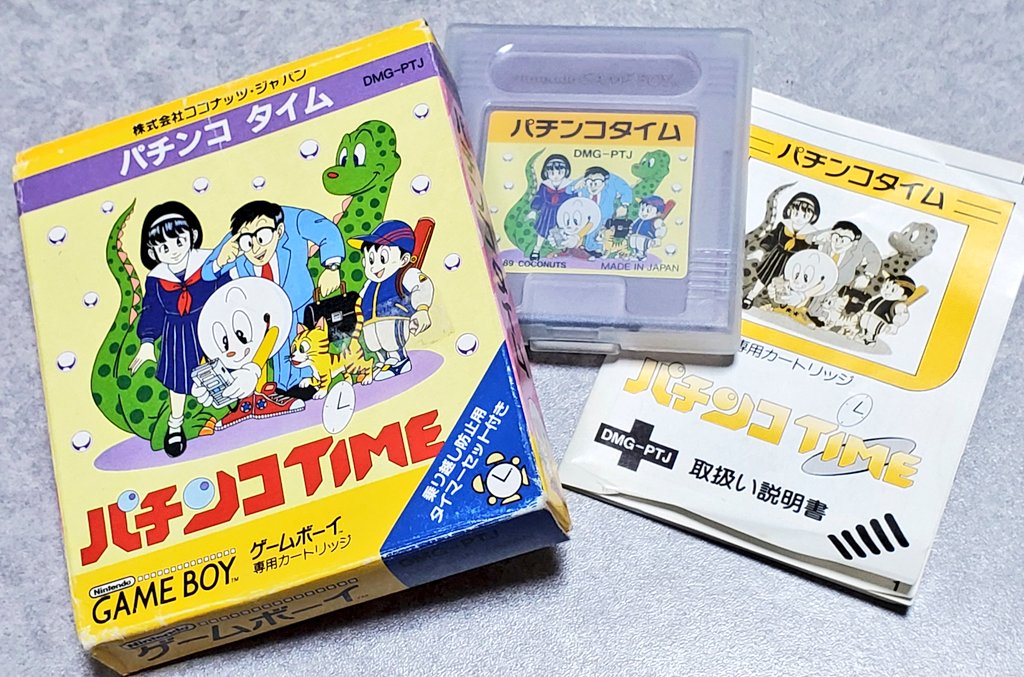 株式会社ココナッツ・ジャパン
DMG-PTJ
パチンコ タイム
パチンコTIME
乗り越し防止用
タイマーセット付き
Nintendo
GAME BOY™
ゲームボーイ™
専用カートリッジ
Nintendo
ゲームボーイ
パチンコタイム
DMG-PTJ
89 COCONUTS
MADE IN JAPAN
パチンコタイム
専用カートリッジ
パチンコTIME
DMG-PTJ
取扱い説明書
1